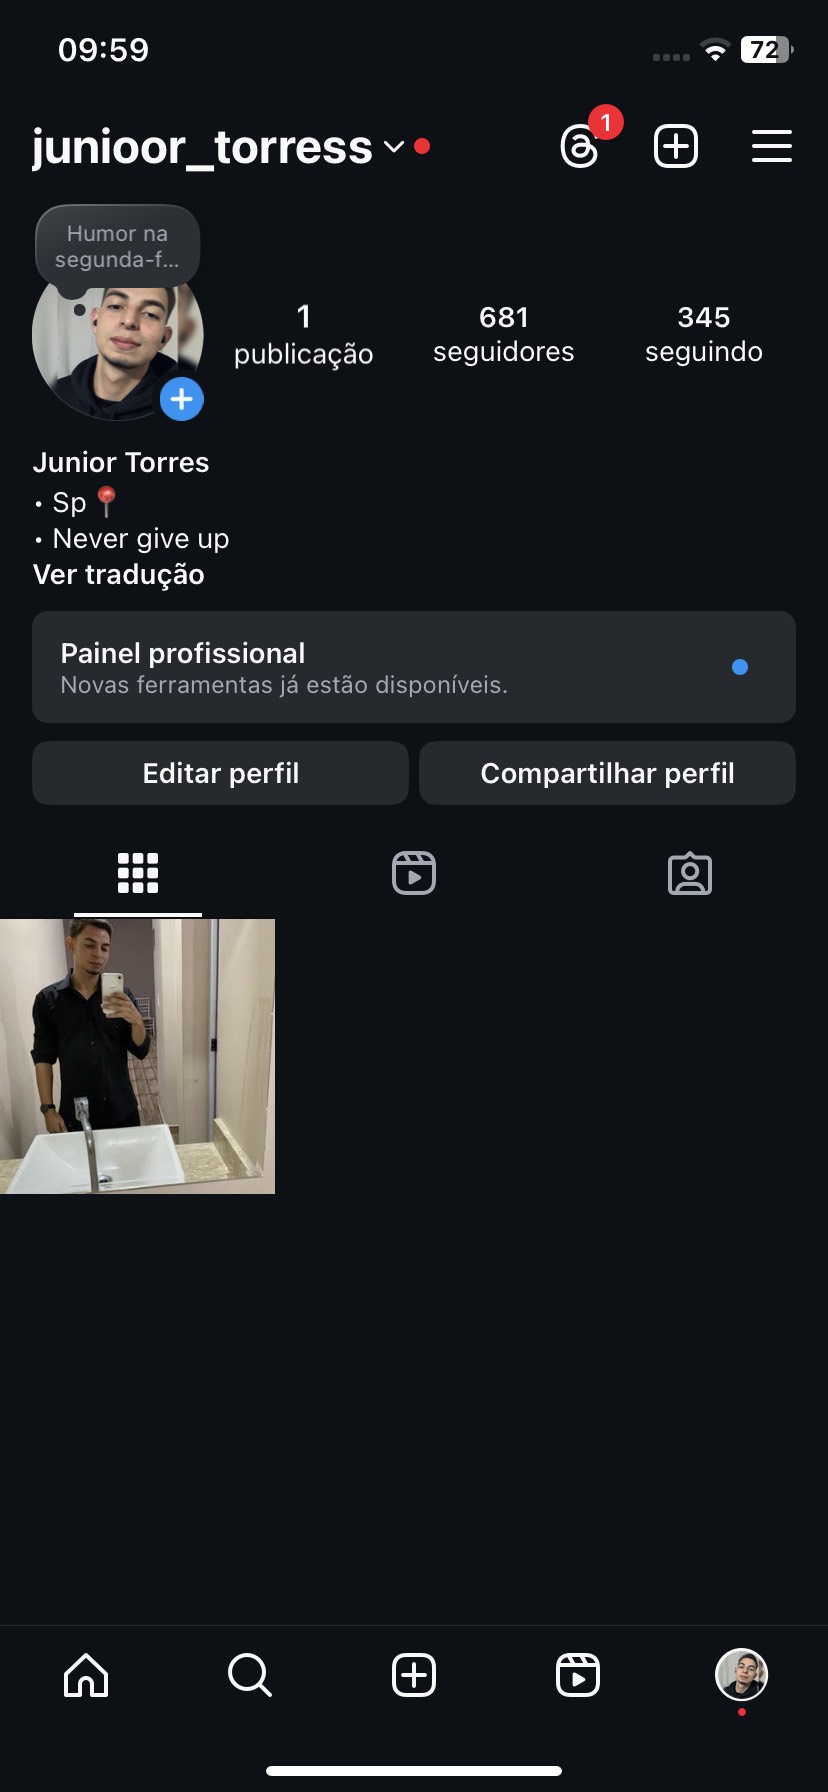 09:59
72
junioor_torress
1
Humor na
segunda-f...
1
publicação
681
seguidores
345
seguindo
Junior Torres
• Sp📍
• Never give up
Ver tradução
Painel profissional
Novas ferramentas já estão disponíveis.
Editar perfil
Compartilhar perfil